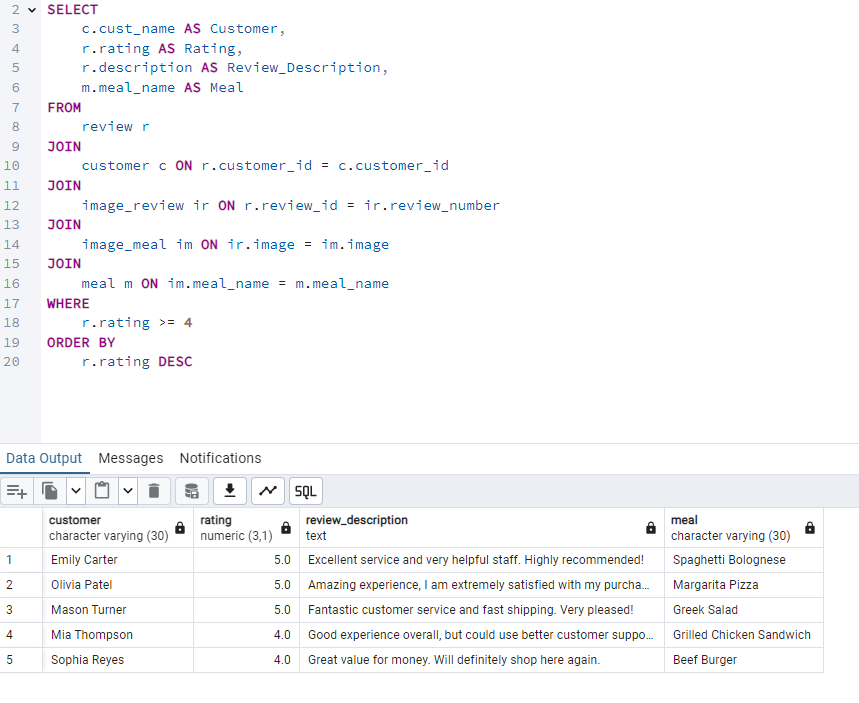 2 SELECT
3 c.cust_name AS Customer,
4 r.rating AS Rating,
5 r.description AS Review_Description,
6 m.meal_name AS Meal
7 FROM
8 review r
9 JOIN
10 customer c ON r.customer_id = c.customer_id
11 JOIN
12 image_review ir ON r.review_id = ir.review_number
13 JOIN
14 image_meal im ON ir.image = im.image
15 JOIN
16 meal m ON im.meal_name = m.meal_name
17 WHERE
18 r.rating >= 4
19 ORDER BY
20 r.rating DESC
Data Output Messages Notifications
SQL
customer rating review_description meal
character varying (30) numeric (3,1) text character varying (30)
1 Emily Carter 5.0 Excellent service and very helpful staff. Highly recommended! Spaghetti Bolognese
2 Olivia Patel 5.0 Amazing experience, I am extremely satisfied with my purcha... Margarita Pizza
3 Mason Turner 5.0 Fantastic customer service and fast shipping. Very pleased! Greek Salad
4 Mia Thompson 4.0 Good experience overall, but could use better customer suppo... Grilled Chicken Sandwich
5 Sophia Reyes 4.0 Great value for money. Will definitely shop here again. Beef Burger